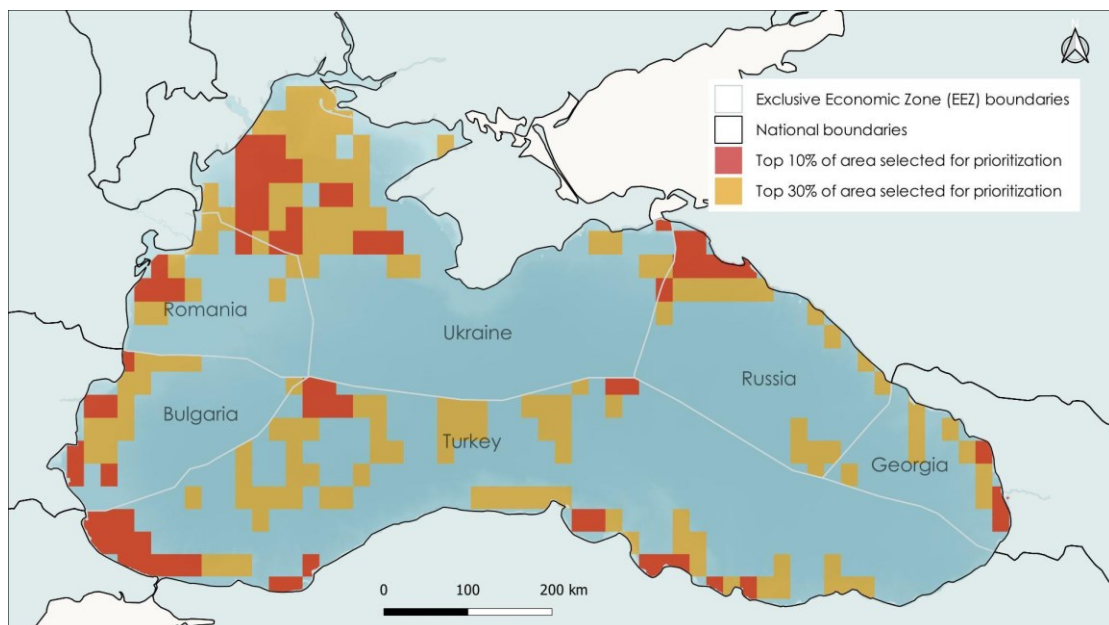 N
Exclusive Economic Zone (EEZ) boundaries
National boundaries
Top 10% of area selected for prioritization
Top 30% of area selected for prioritization
Romania
Ukraine
Russia
Bulgaria
Turkey
Georgia
0 100 200 km